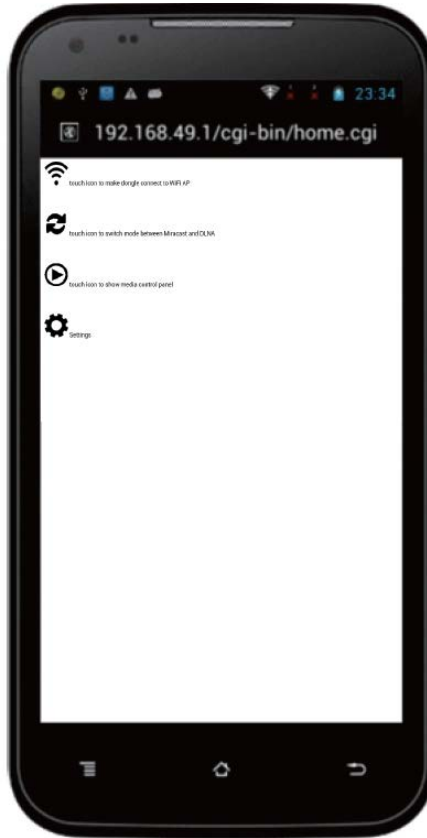 23:34
192.168.49.1/cgi-bin/home.cgi
touch icon to make dongle connect to WiFi AP
touch icon to switch mode between Miracast and DLNA
touch icon to show media control panel
Settings